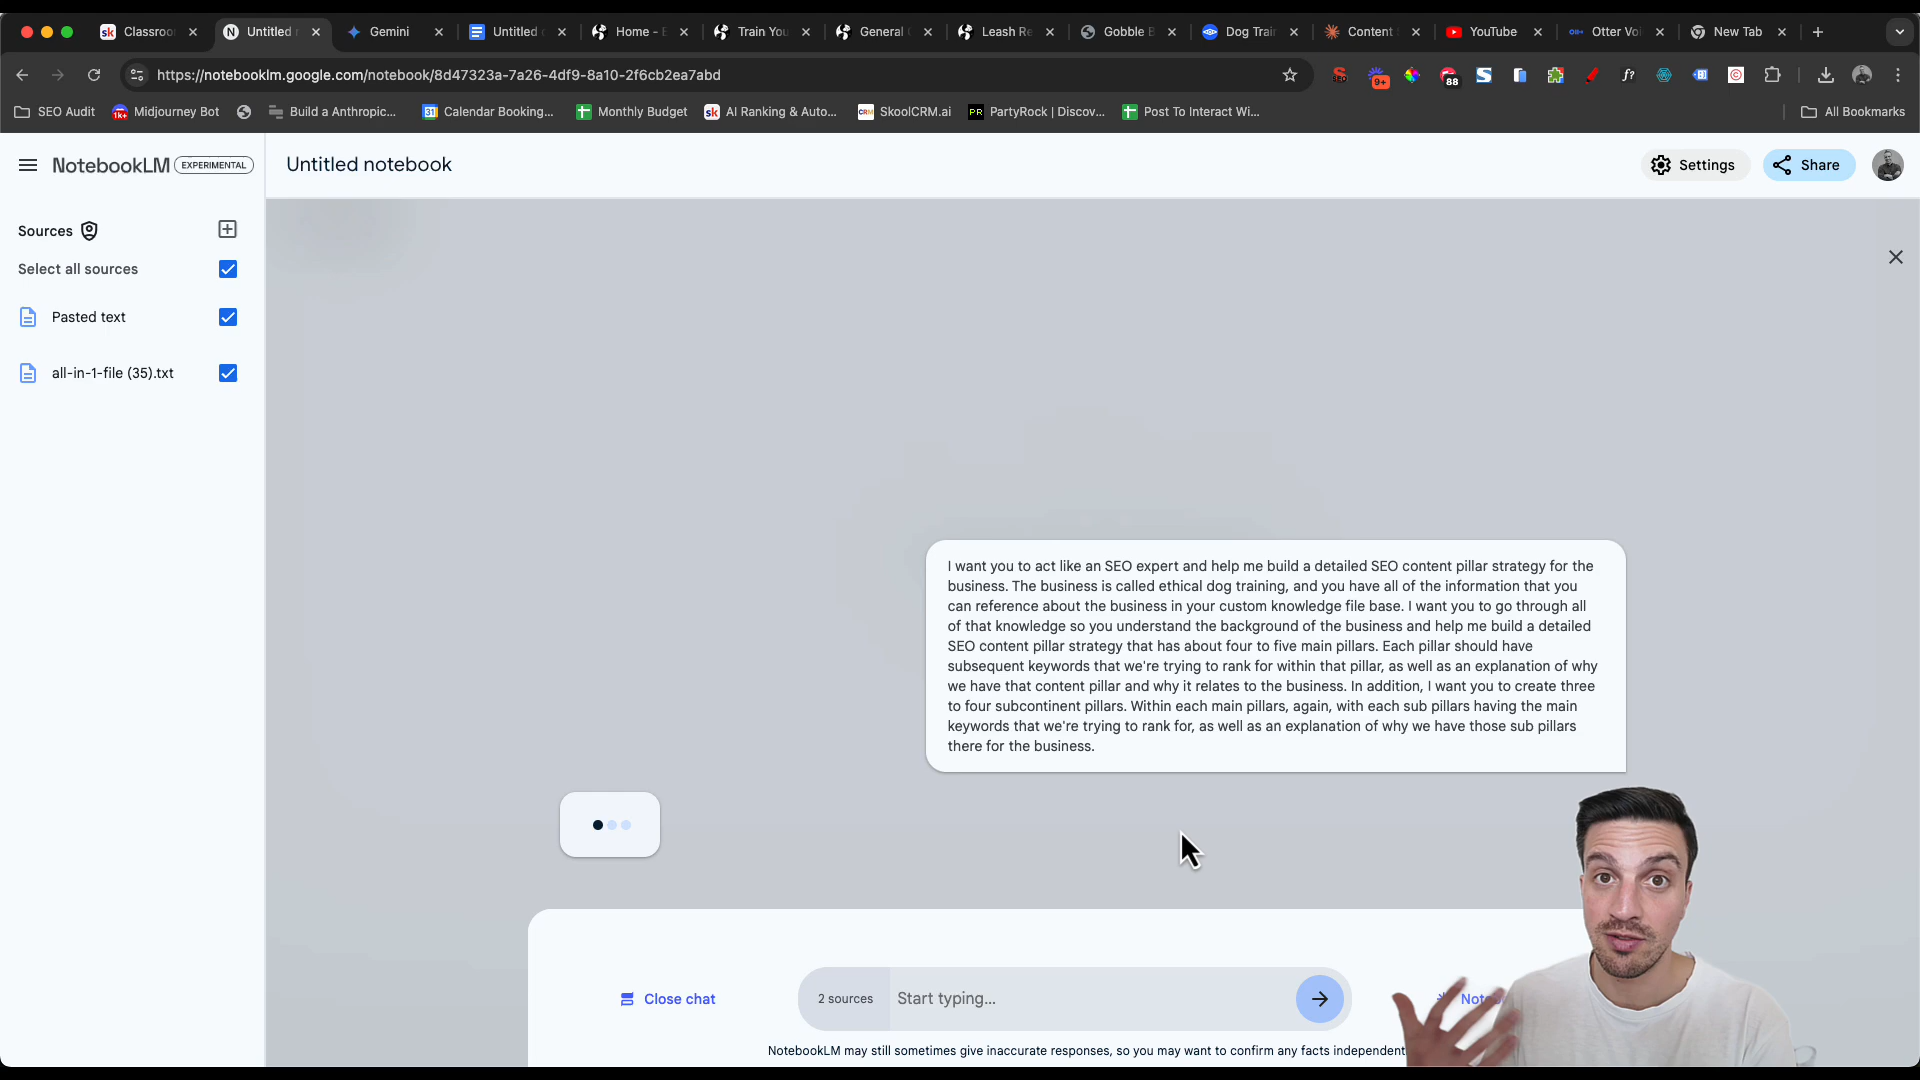 Classroo
Untitled
Gemini
Untitled
Home - E
Train You
General
Leash Re
Gobble B
Dog Train
Content
YouTube
Otter Voi
New Tab
https://notebooklm.google.com/notebook/8d47323a-7a26-4df9-8a10-2f6cb2ea7abd
9+
88
f?
SEO Audit
1k+
Midjourney Bot
Build a Anthropic...
Calendar Booking...
Monthly Budget
AI Ranking & Auto...
SkoolCRM.ai
PartyRock | Discov...
Post To Interact Wi...
All Bookmarks
NotebookLM EXPERIMENTAL
Untitled notebook
Settings
Share
Sources
Select all sources
Pasted text
all-in-1-file (35).txt
I want you to act like an SEO expert and help me build a detailed SEO content pillar strategy for the
business. The business is called ethical dog training, and you have all of the information that you
can reference about the business in your custom knowledge file base. I want you to go through all
of that knowledge so you understand the background of the business and help me build a detailed
SEO content pillar strategy that has about four to five main pillars. Each pillar should have
subsequent keywords that we're trying to rank for within that pillar, as well as an explanation of why
we have that content pillar and why it relates to the business. In addition, I want you to create three
to four subcontinent pillars. Within each main pillars, again, with each sub pillars having the main
keywords that we're trying to rank for, as well as an explanation of why we have those sub pillars
there for the business.
Close chat
2 sources
Start typing...
NotebookLM may still sometimes give inaccurate responses, so you may want to confirm any facts independent